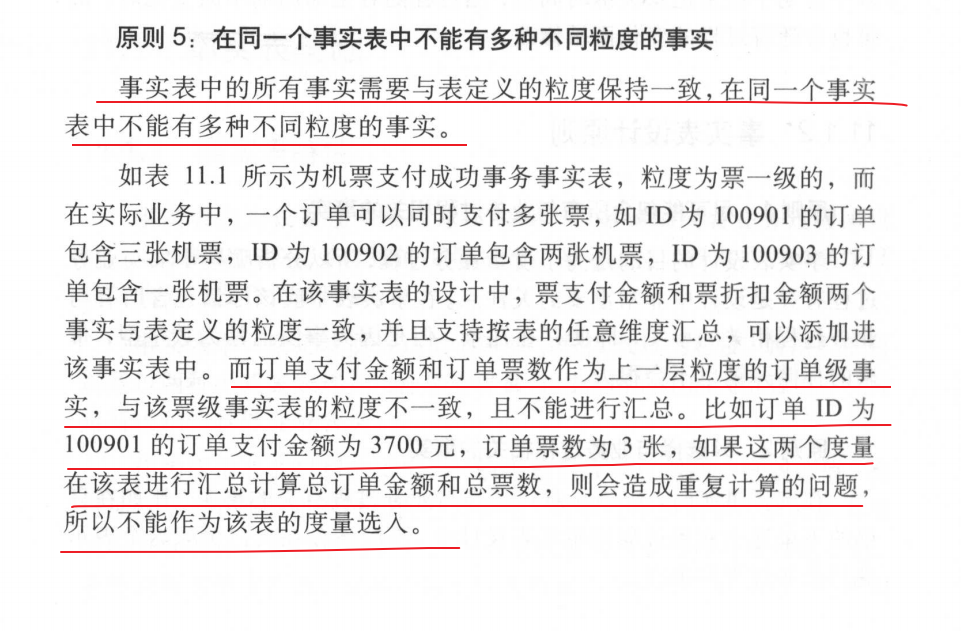 原则 5：在同一个事实表中不能有多种不同粒度的事实
事实表中的所有事实需要与表定义的粒度保持一致，在同一个事实
表中不能有多种不同粒度的事实。
如表 11.1 所示为机票支付成功事务事实表，粒度为票一级的，而
在实际业务中，一个订单可以同时支付多张票，如 ID 为 100901 的订单
包含三张机票，ID 为 100902 的订单包含两张机票，ID 为 100903 的订
单包含一张机票。在该事实表的设计中，票支付金额和票折扣金额两个
事实与表定义的粒度一致，并且支持按表的任意维度汇总，可以添加进
该事实表中。而订单支付金额和订单票数作为上一层粒度的订单级事
实，与该票级事实表的粒度不一致，且不能进行汇总。比如订单 ID 为
100901 的订单支付金额为 3700 元，订单票数为 3 张，如果这两个度量
在该表进行汇总计算总订单金额和总票数，则会造成重复计算的问题，
所以不能作为该表的度量选入。